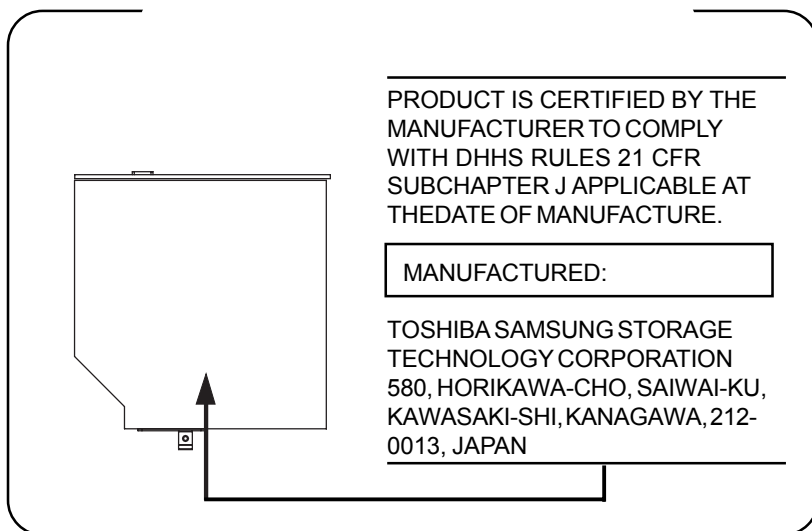 PRODUCT IS CERTIFIED BY THE
MANUFACTURER TO COMPLY
WITH DHHS RULES 21 CFR
SUBCHAPTER J APPLICABLE AT
THEDATE OF MANUFACTURE.
MANUFACTURED:
TOSHIBA SAMSUNG STORAGE
TECHNOLOGY CORPORATION
580, HORIKAWA-CHO, SAIWAI-KU,
KAWASAKI-SHI, KANAGAWA, 212-
0013, JAPAN